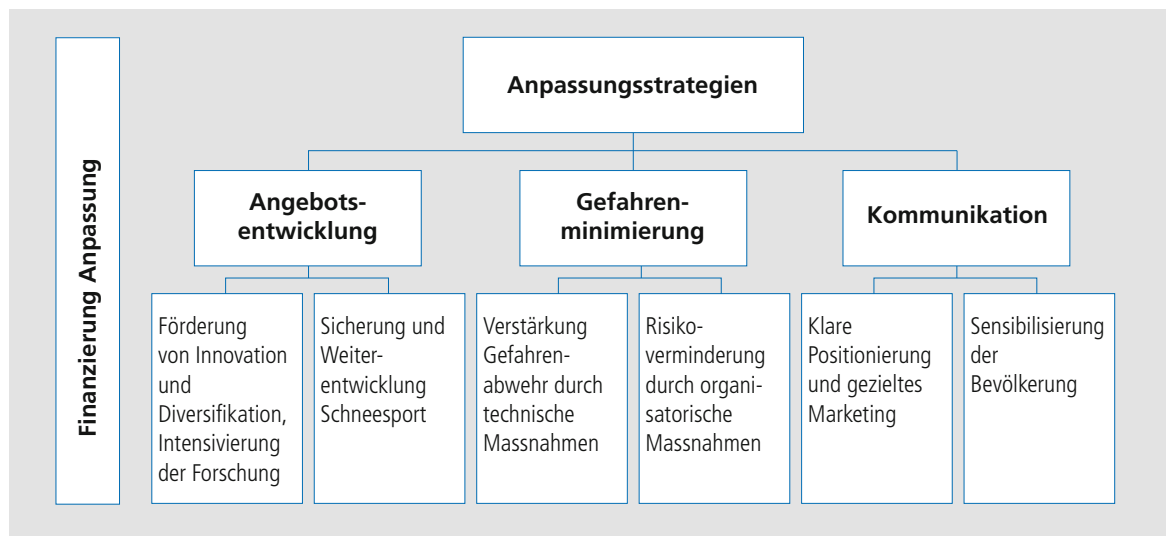 Finanzierung Anpassung
Anpassungsstrategien
Angebots-
entwicklung
Gefahren-
minimierung
Kommunikation
Förderung
von Innovation
und
Diversifikation,
Intensivierung
der Forschung
Sicherung und
Weiter-
entwicklung
Schneesport
Verstärkung
Gefahren-
abwehr durch
technische
Massnahmen
Risiko-
verminderung
durch organi-
satorische
Massnahmen
Klare
Positionierung
und gezieltes
Marketing
Sensibilisierung
der
Bevölkerung